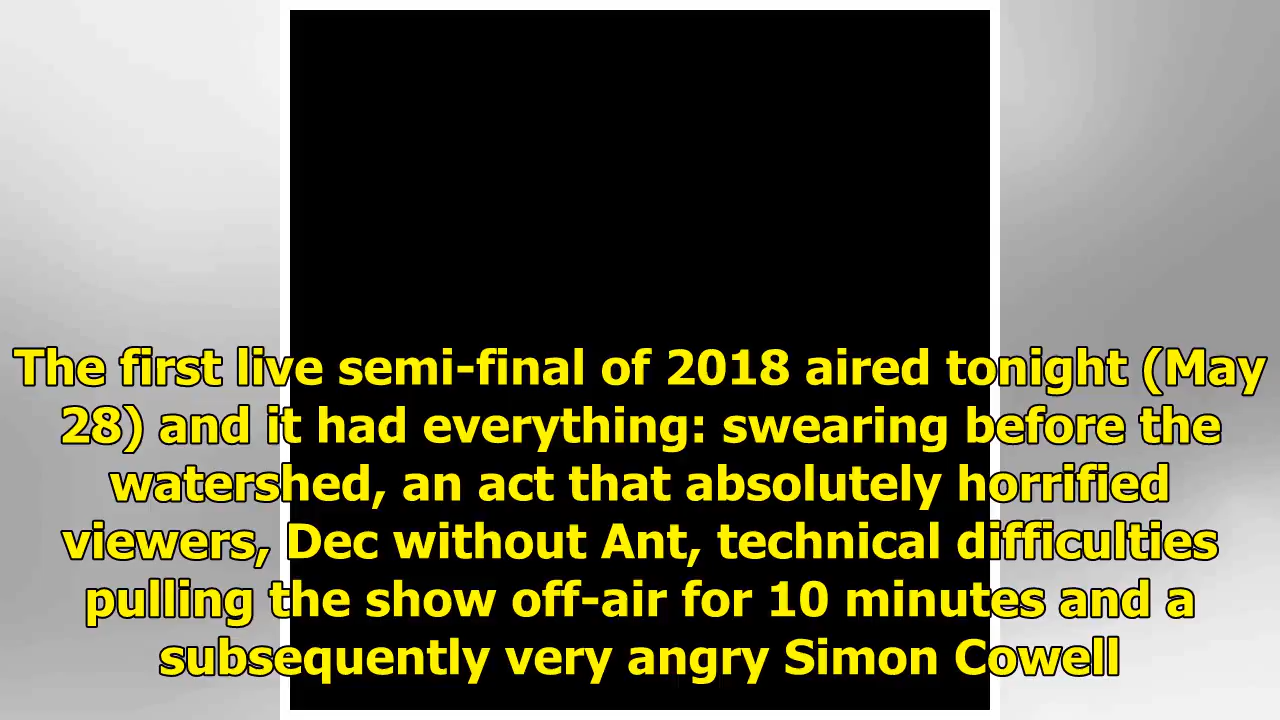 The first live semi-final of 2018 aired tonight (May
28) and it had everything: swearing before the
watershed, an act that absolutely horrified
viewers, Dec without Ant, technical difficulties
pulling the show off-air for 10 minutes and a
subsequently very angry Simon Cowell